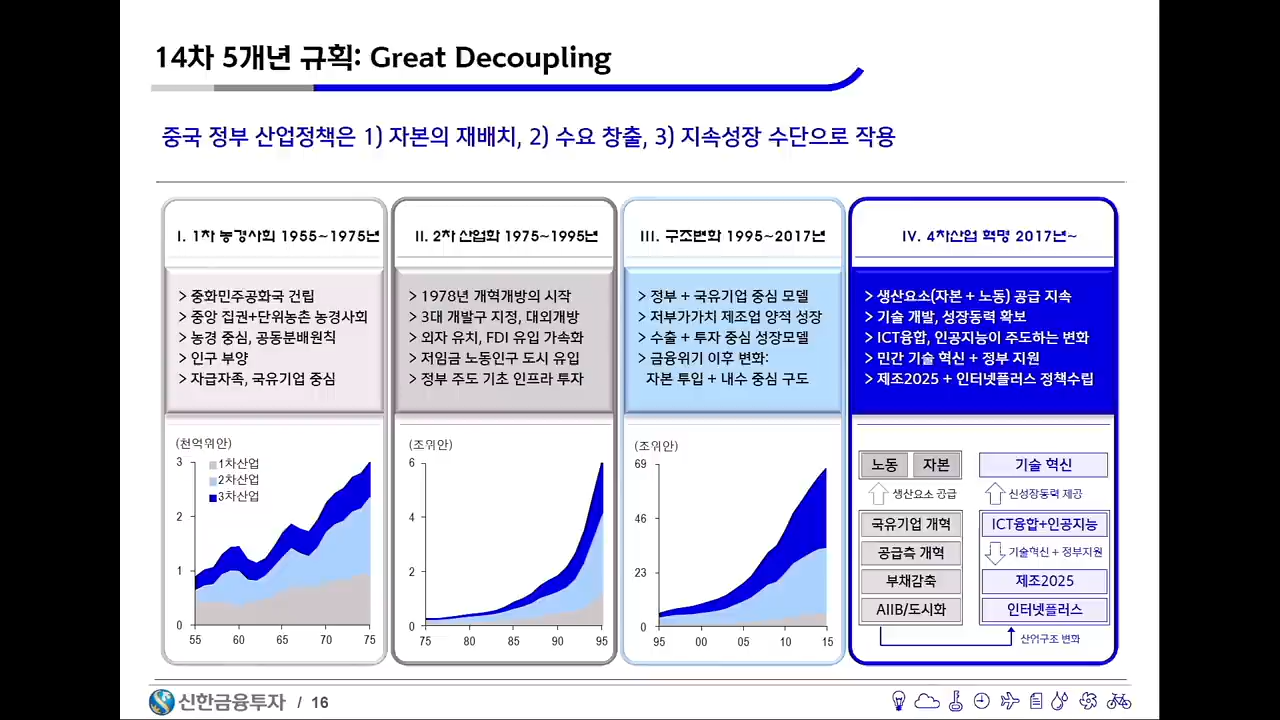 14차 5개년 규획: Great Decoupling
중국 정부 산업정책은 1) 자본의 재배치, 2) 수요 창출, 3) 지속성장 수단으로 작용
I. 1차 농경사회 1955~1975년
> 중화민주공화국 건립
> 중앙 집권+단위농촌 농경사회
> 농경 중심, 공동분배원칙
> 인구 부양
> 자급자족, 국유기업 중심
(천억위안)
3
2
1
0
1차산업
2차산업
3차산업
55 60 65 70 75
II. 2차 산업화 1975~1995년
> 1978년 개혁개방의 시작
> 3대 개발구 지정, 대외개방
> 외자 유치, FDI 유입 가속화
> 저임금 노동인구 도시 유입
> 정부 주도 기초 인프라 투자
(조위안)
6
4
2
0
75 80 85 90 95
III. 구조변화 1995~2017년
> 정부 + 국유기업 중심 모델
> 저부가가치 제조업 양적 성장
> 수출 + 투자 중심 성장모델
> 금융위기 이후 변화:
자본 투입 + 내수 중심 구도
(조위안)
69
46
23
0
95 00 05 10 15
IV. 4차산업 혁명 2017년~
> 생산요소(자본 + 노동) 공급 지속
> 기술 개발, 성장동력 확보
> ICT융합, 인공지능이 주도하는 변화
> 민간 기술 혁신 + 정부 지원
> 제조2025 + 인터넷플러스 정책수립
노동 자본 기술 혁신
생산요소 공급 신성장동력 제공
국유기업 개혁 ICT융합+인공지능
공급측 개혁 기술혁신 + 정부지원
부채감축 제조2025
AIIB/도시화 인터넷플러스
산업구조 변화
신한금융투자 / 16